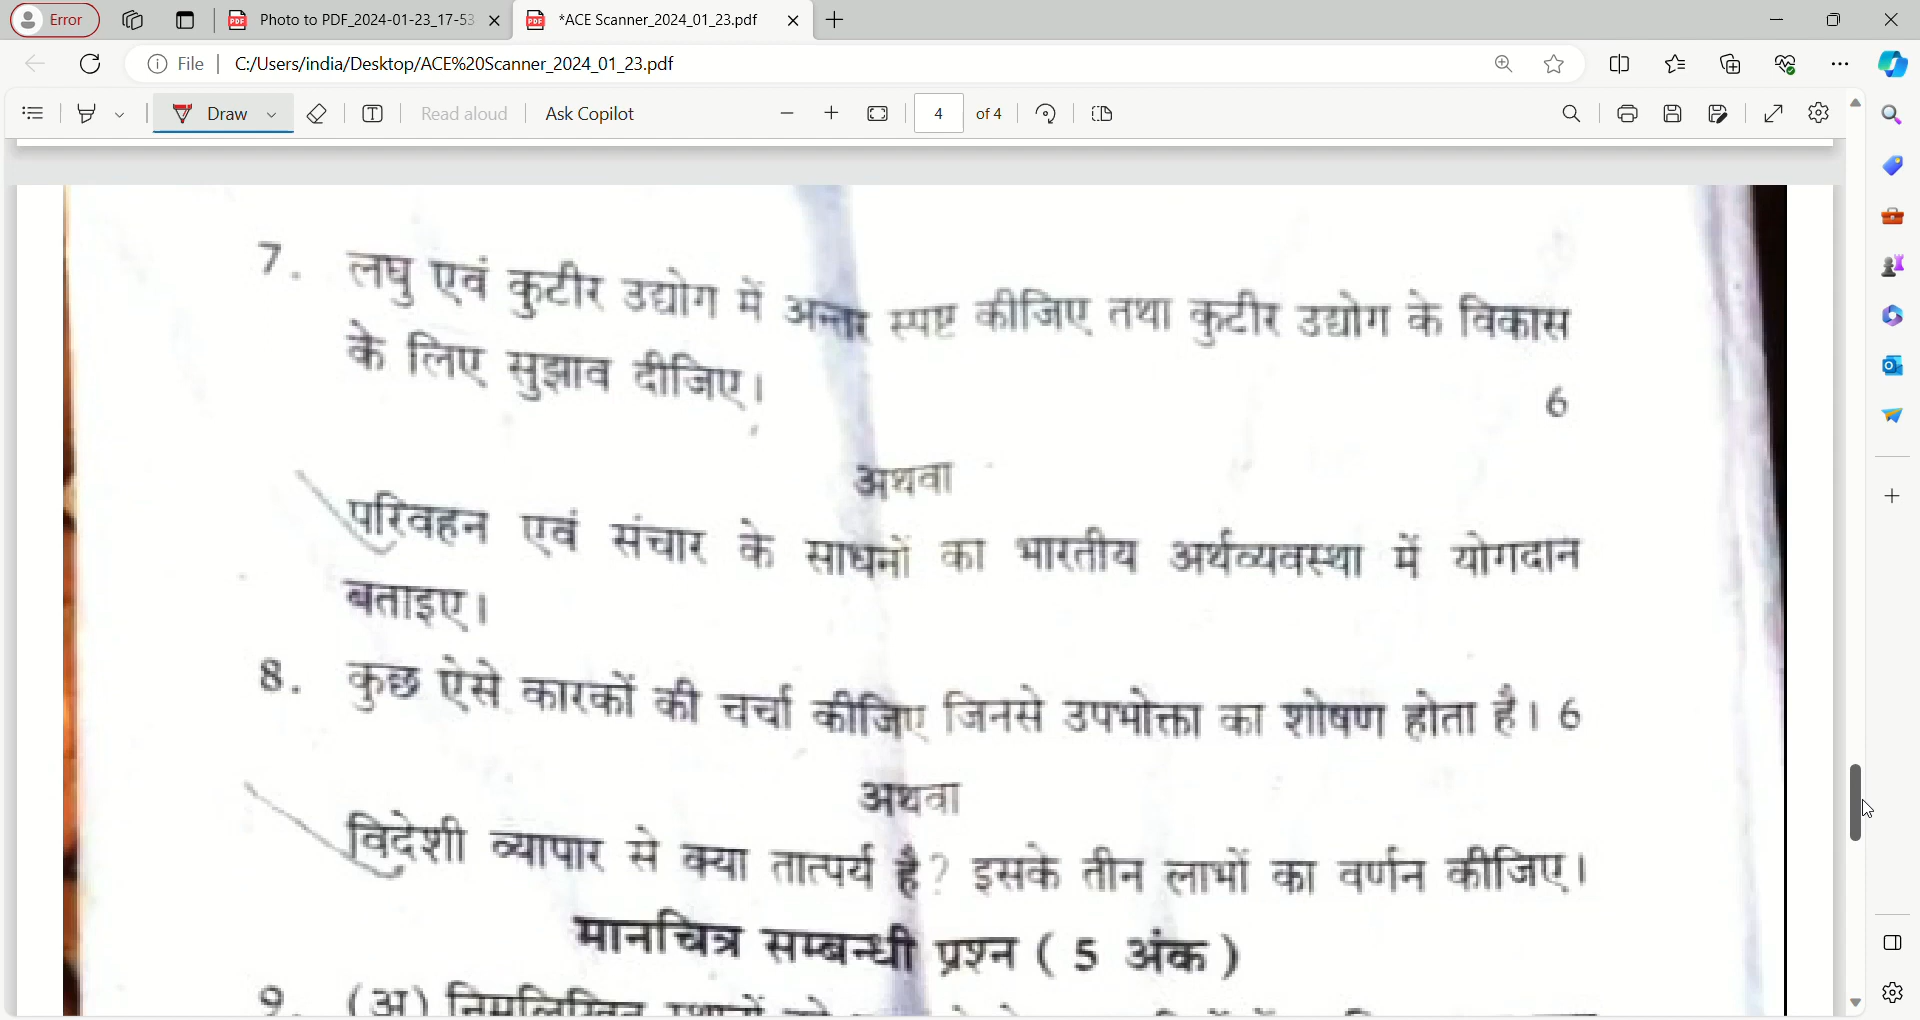 Error
Photo to PDF_2024-01-23_17-53
*ACE Scanner_2024_01_23.pdf
File
C:/Users/india/Desktop/ACE%20Scanner_2024_01_23.pdf
Draw
Read aloud
Ask Copilot
4 of 4
7. लघु एवं कुटीर उद्योग में अन्तर स्पष्ट कीजिए तथा कुटीर उद्योग के विकास
के लिए सुझाव दीजिए।
6
अथवा
परिवहन एवं संचार के साधनों का भारतीय अर्थव्यवस्था में योगदान
बताइए।
8. कुछ ऐसे कारकों की चर्चा कीजिए जिनसे उपभोक्ता का शोषण होता है। 6
अथवा
विदेशी व्यापार से क्या तात्पर्य है? इसके तीन लाभों का वर्णन कीजिए।
मानचित्र सम्बन्धी प्रश्न ( 5 अंक )
9. (अ) निम्नलिखित स्थानों को